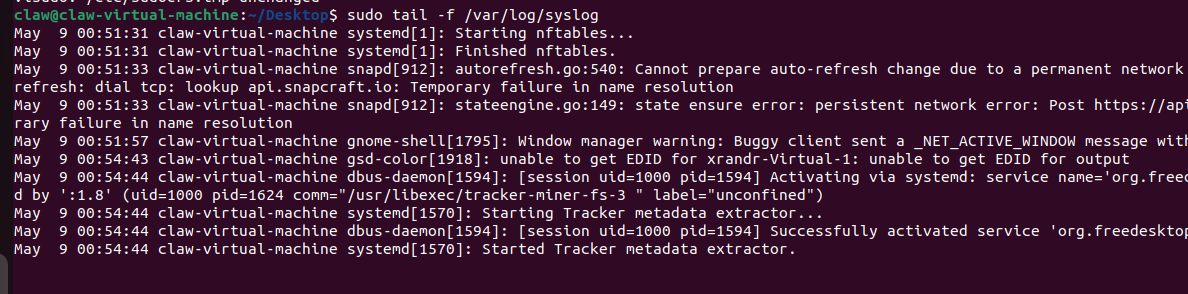 claw@claw-virtual-machine:~/Desktop$ sudo tail -f /var/log/syslog
May  9 00:51:31 claw-virtual-machine systemd[1]: Starting nftables...
May  9 00:51:31 claw-virtual-machine systemd[1]: Finished nftables.
May  9 00:51:33 claw-virtual-machine snapd[912]: autorefresh.go:540: Cannot prepare auto-refresh change due to a permanent network
refresh: dial tcp: lookup api.snapcraft.io: Temporary failure in name resolution
May  9 00:51:33 claw-virtual-machine snapd[912]: stateengine.go:149: state ensure error: persistent network error: Post https://api
rary failure in name resolution
May  9 00:51:57 claw-virtual-machine gnome-shell[1795]: Window manager warning: Buggy client sent a _NET_ACTIVE_WINDOW message with
May  9 00:54:43 claw-virtual-machine gsd-color[1918]: unable to get EDID for xrandr-Virtual-1: unable to get EDID for output
May  9 00:54:44 claw-virtual-machine dbus-daemon[1594]: [session uid=1000 pid=1594] Activating via systemd: service name='org.freed
d by ':1.8' (uid=1000 pid=1624 comm="/usr/libexec/tracker-miner-fs-3 " label="unconfined")
May  9 00:54:44 claw-virtual-machine systemd[1570]: Starting Tracker metadata extractor...
May  9 00:54:44 claw-virtual-machine dbus-daemon[1594]: [session uid=1000 pid=1594] Successfully activated service 'org.freedesktop
May  9 00:54:44 claw-virtual-machine systemd[1570]: Started Tracker metadata extractor.